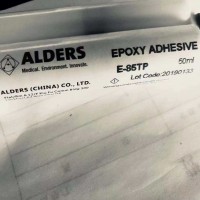 ALDERS
Medical. Environment. Innovate.
EPOXY ADHESIVE
50ml
E-85TP
Lot Code:20190133
ALDERS (CHINA) CO., LTD.